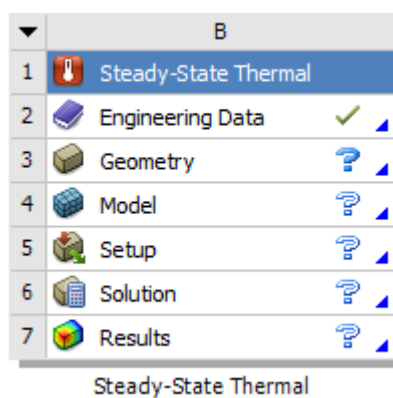 B
1 Steady-State Thermal
2 Engineering Data
3 Geometry ?
4 Model ?
5 Setup ?
6 Solution ?
7 Results ?
Steady-State Thermal